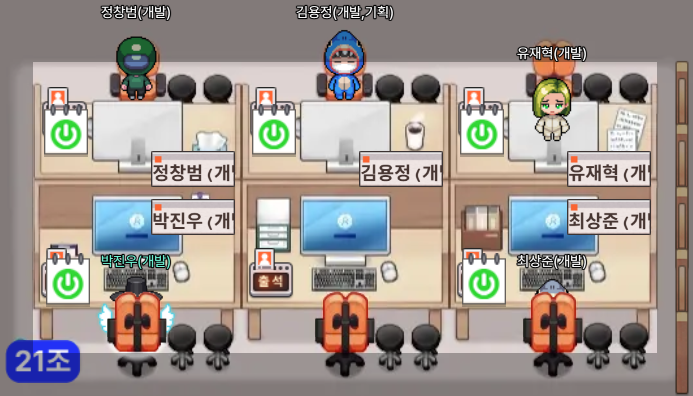 정창범(개발)
김용정(개발,기획)
유재혁(개발)
정창범 (개
김용정 (개
유재혁 (개
박진우 (개
최상준 (개
박진우(개발)
출석
최상준(개발)
21조